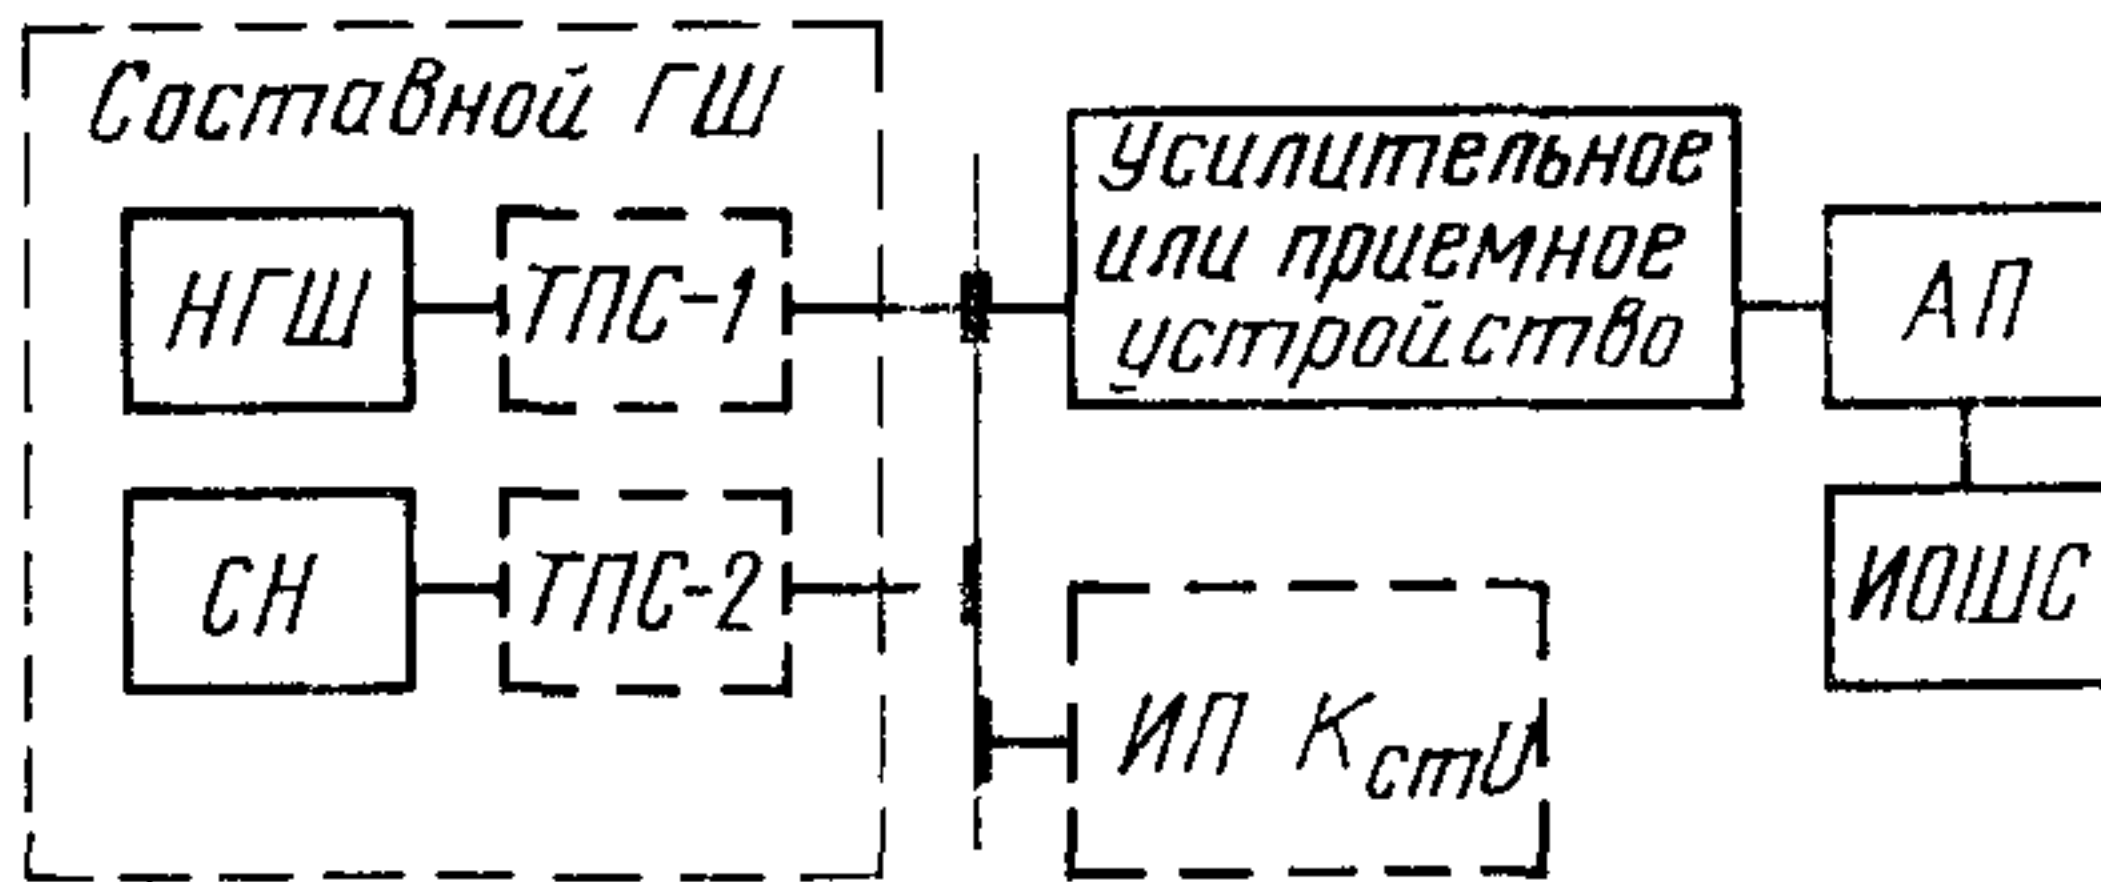 Составной ГШ
НГШ
ТПС-1
Усилительное
или приемное
устройство
АП
СН
ТПС-2
ИОШС
ИП КстU